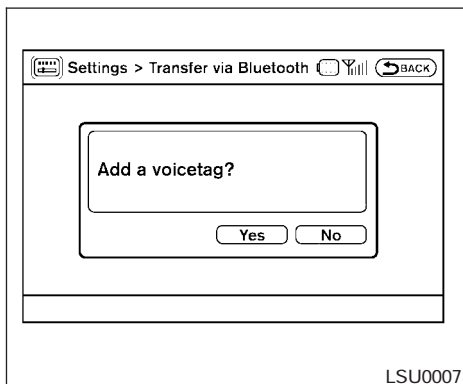 Settings > Transfer via Bluetooth BACK
Add a voicetag?
Yes No
LSU0007